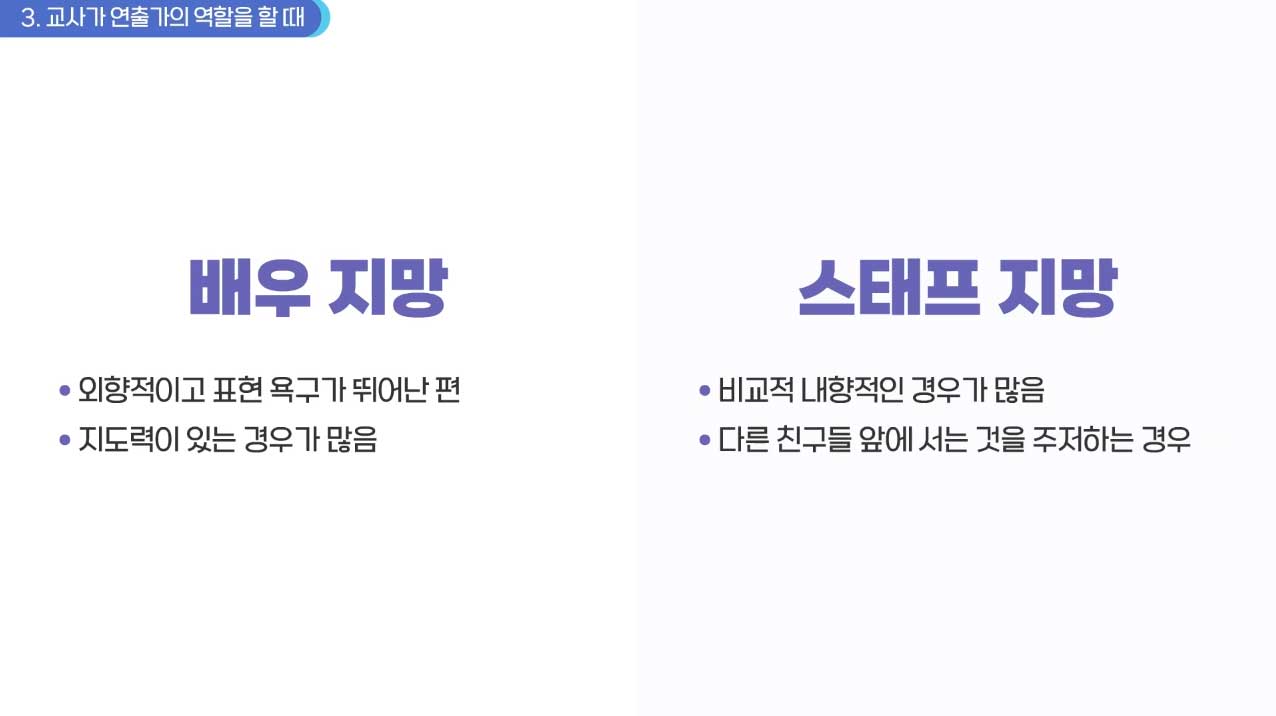 3. 교사가 연출가의 역할을 할 때
배우 지망
• 외향적이고 표현 욕구가 뛰어난 편
• 지도력이 있는 경우가 많음
스태프 지망
• 비교적 내향적인 경우가 많음
• 다른 친구들 앞에 서는 것을 주저하는 경우